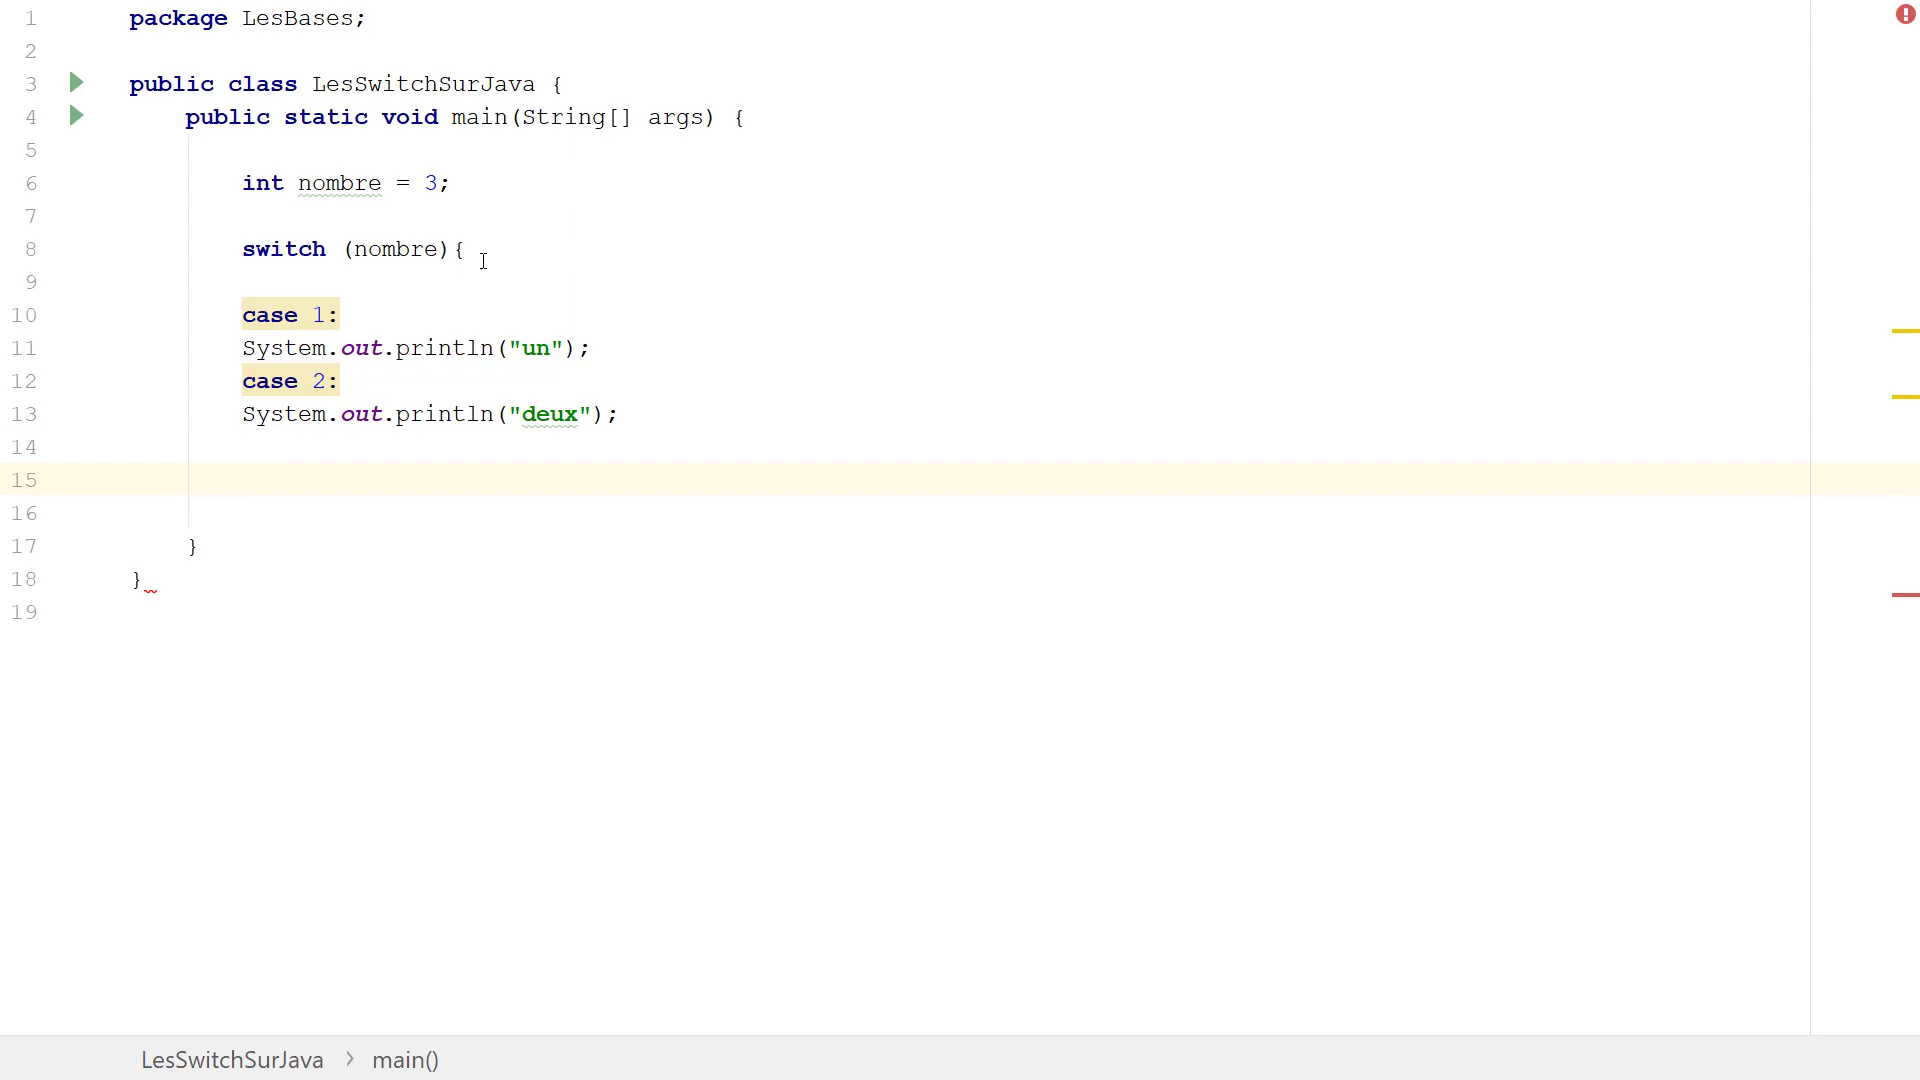 1 package LesBases;
2
3 public class LesSwitchSurJava {
4 public static void main(String[] args) {
5
6 int nombre = 3;
7
8 switch (nombre){
9
10 case 1:
11 System.out.println("un");
12 case 2:
13 System.out.println("deux");
14
15
16
17 }
18 }
19
LesSwitchSurJava > main()